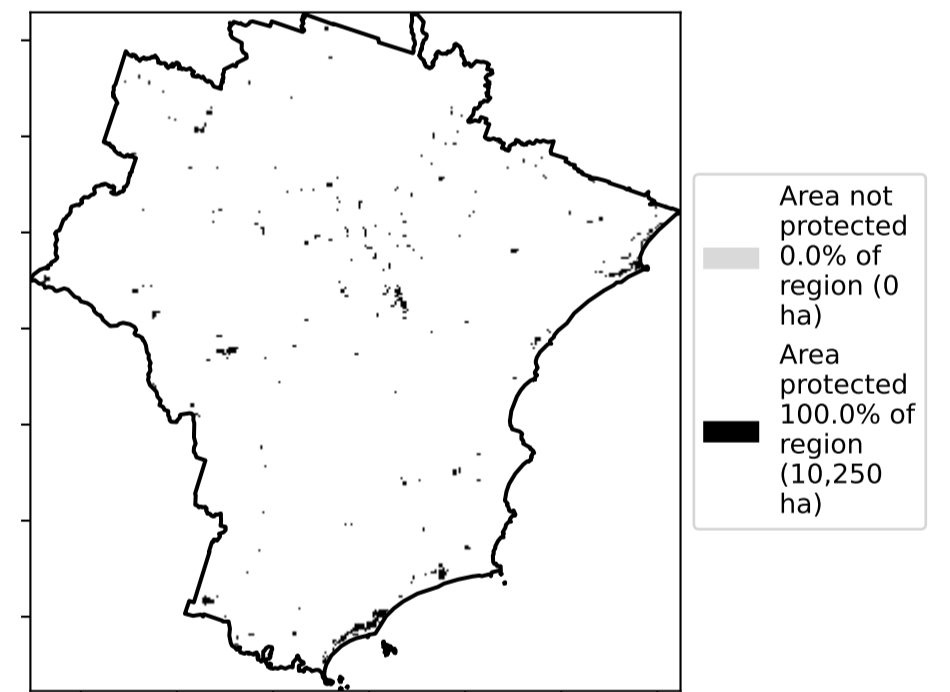 Area not
protected
0.0% of
region (0
ha)
Area
protected
100.0% of
region
(10,250
ha)